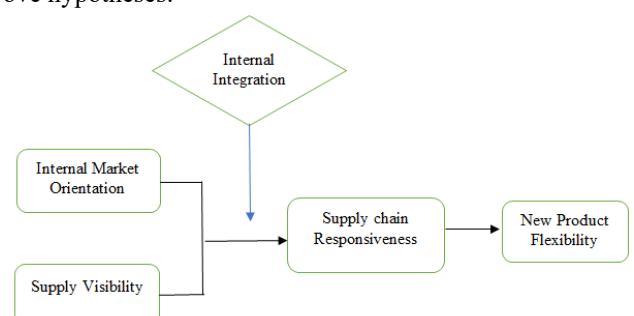 ove hypotheses.
Internal
Integration
Internal Market
Orientation
Supply chain
Responsiveness
New Product
Flexibility
Supply Visibility